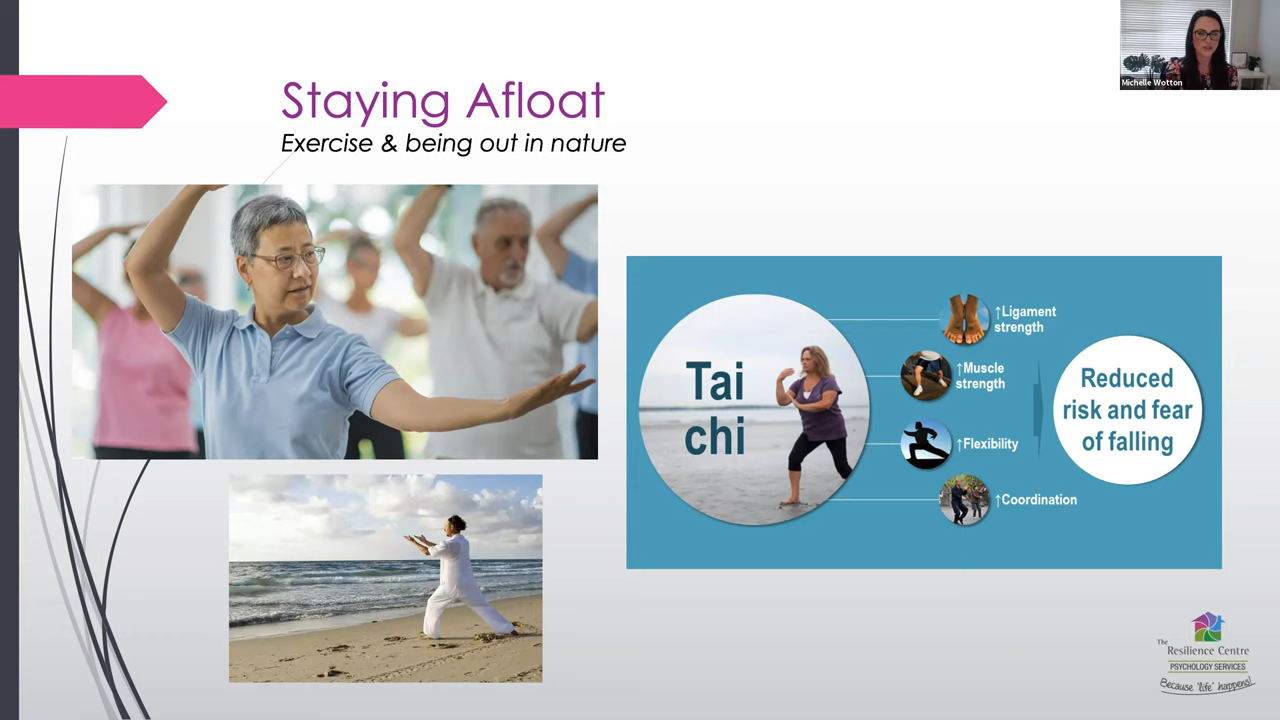 Michelle Wotton
Staying Afloat
Exercise & being out in nature
Tai
chi
↑Ligament
strength
↑Muscle
strength
↑Flexibility
↑Coordination
Reduced
risk and fear
of falling
The
Resilience Centre
PSYCHOLOGY SERVICES
Because 'life' happens!